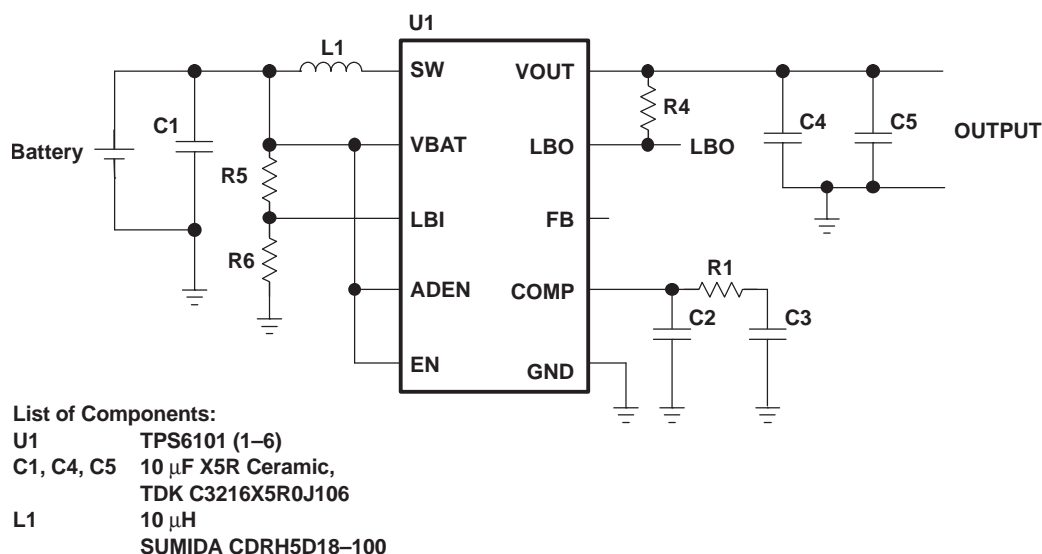 U1
L1
SW
VOUT
R4
C1
C4
C5
OUTPUT
Battery
VBAT
LBO
LBO
R5
LBI
FB
R6
R1
ADEN
COMP
C2
C3
EN
GND
List of Components:
U1 TPS6101 (1–6)
C1, C4, C5 10 μF X5R Ceramic,
TDK C3216X5R0J106
L1 10 μH
SUMIDA CDRH5D18–100